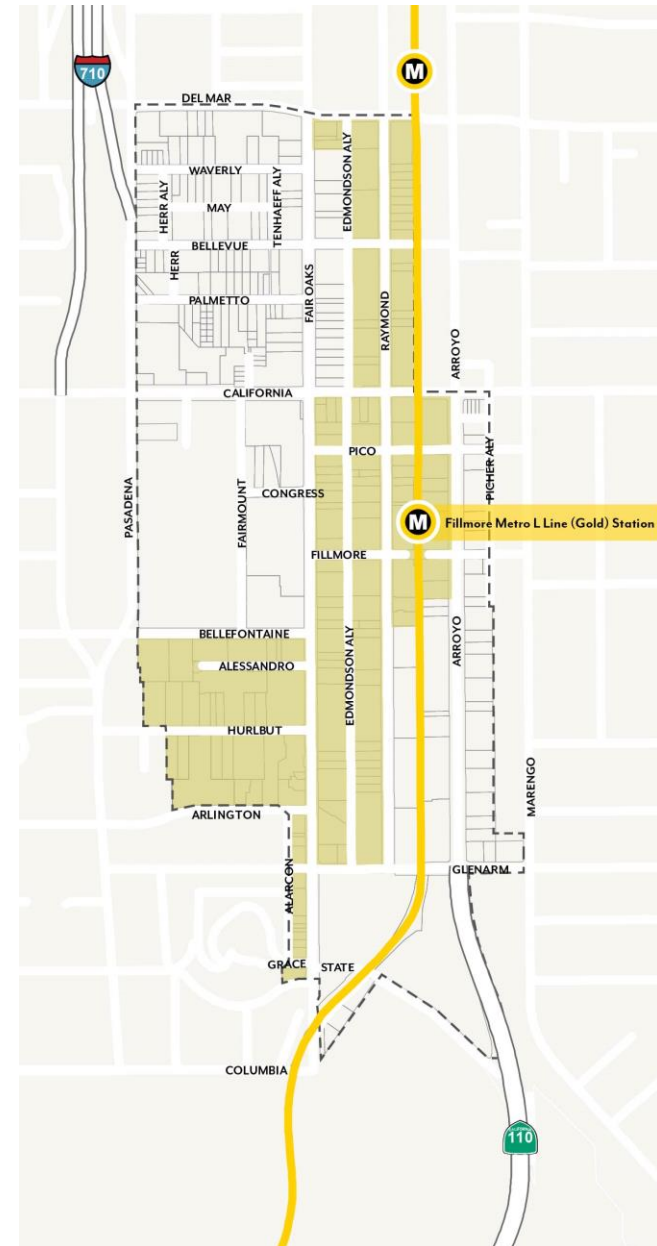 710
M
DEL MAR
WAVERLY
HERR ALY
MAY
TENHAEFF ALY
EDMONDSON ALY
BELLEVUE
HERR
PALMETTO
FAIR OAKS
RAYMOND
ARROYO
CALIFORNIA
PICO
PICHER ALY
CONGRESS
PASADENA
FAIRMOUNT
M
Fillmore Metro L Line (Gold) Station
FILLMORE
BELLEFONTAINE
ALESSANDRO
ARROYO
EDMONDSON ALY
HURLBUT
MARENGO
ARLINGTON
GLENARM
ALARCON
GRACE
STATE
COLUMBIA
CALIFORNIA
110